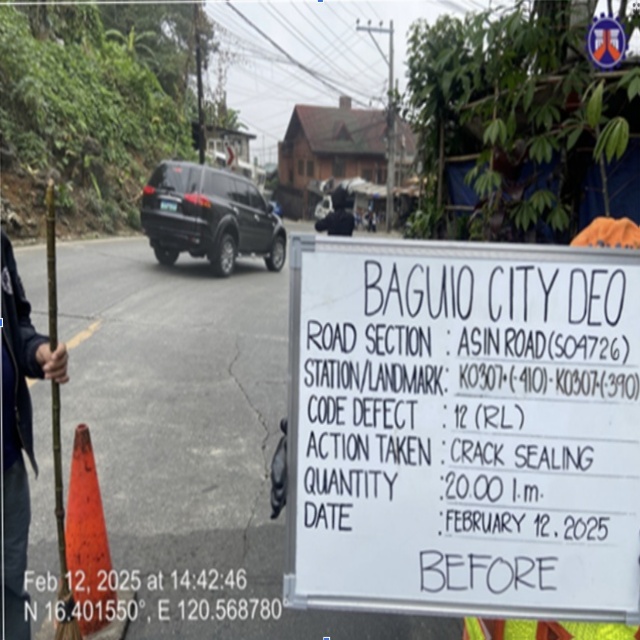 BAGUIO CITY DEO
ROAD SECTION : ASIN ROAD (S04726)
STATION/LANDMARK: K0307+(-410)-K0307+(-390)
CODE DEFECT : 12 (RL)
ACTION TAKEN : CRACK SEALING
QUANTITY : 20.00 l.m.
DATE : FEBRUARY 12, 2025
BEFORE
Feb 12, 2025 at 14:42:46
N 16.401550°, E 120.568780°